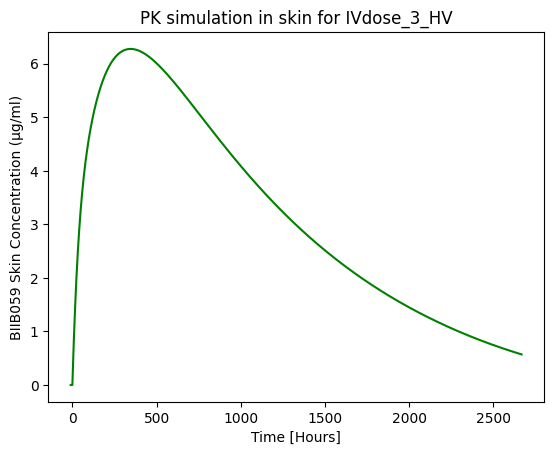 PK simulation in skin for IVdose_3_HV
BIIB059 Skin Concentration (µg/ml)
6
5
4
3
2
1
0
0 500 1000 1500 2000 2500
Time [Hours]